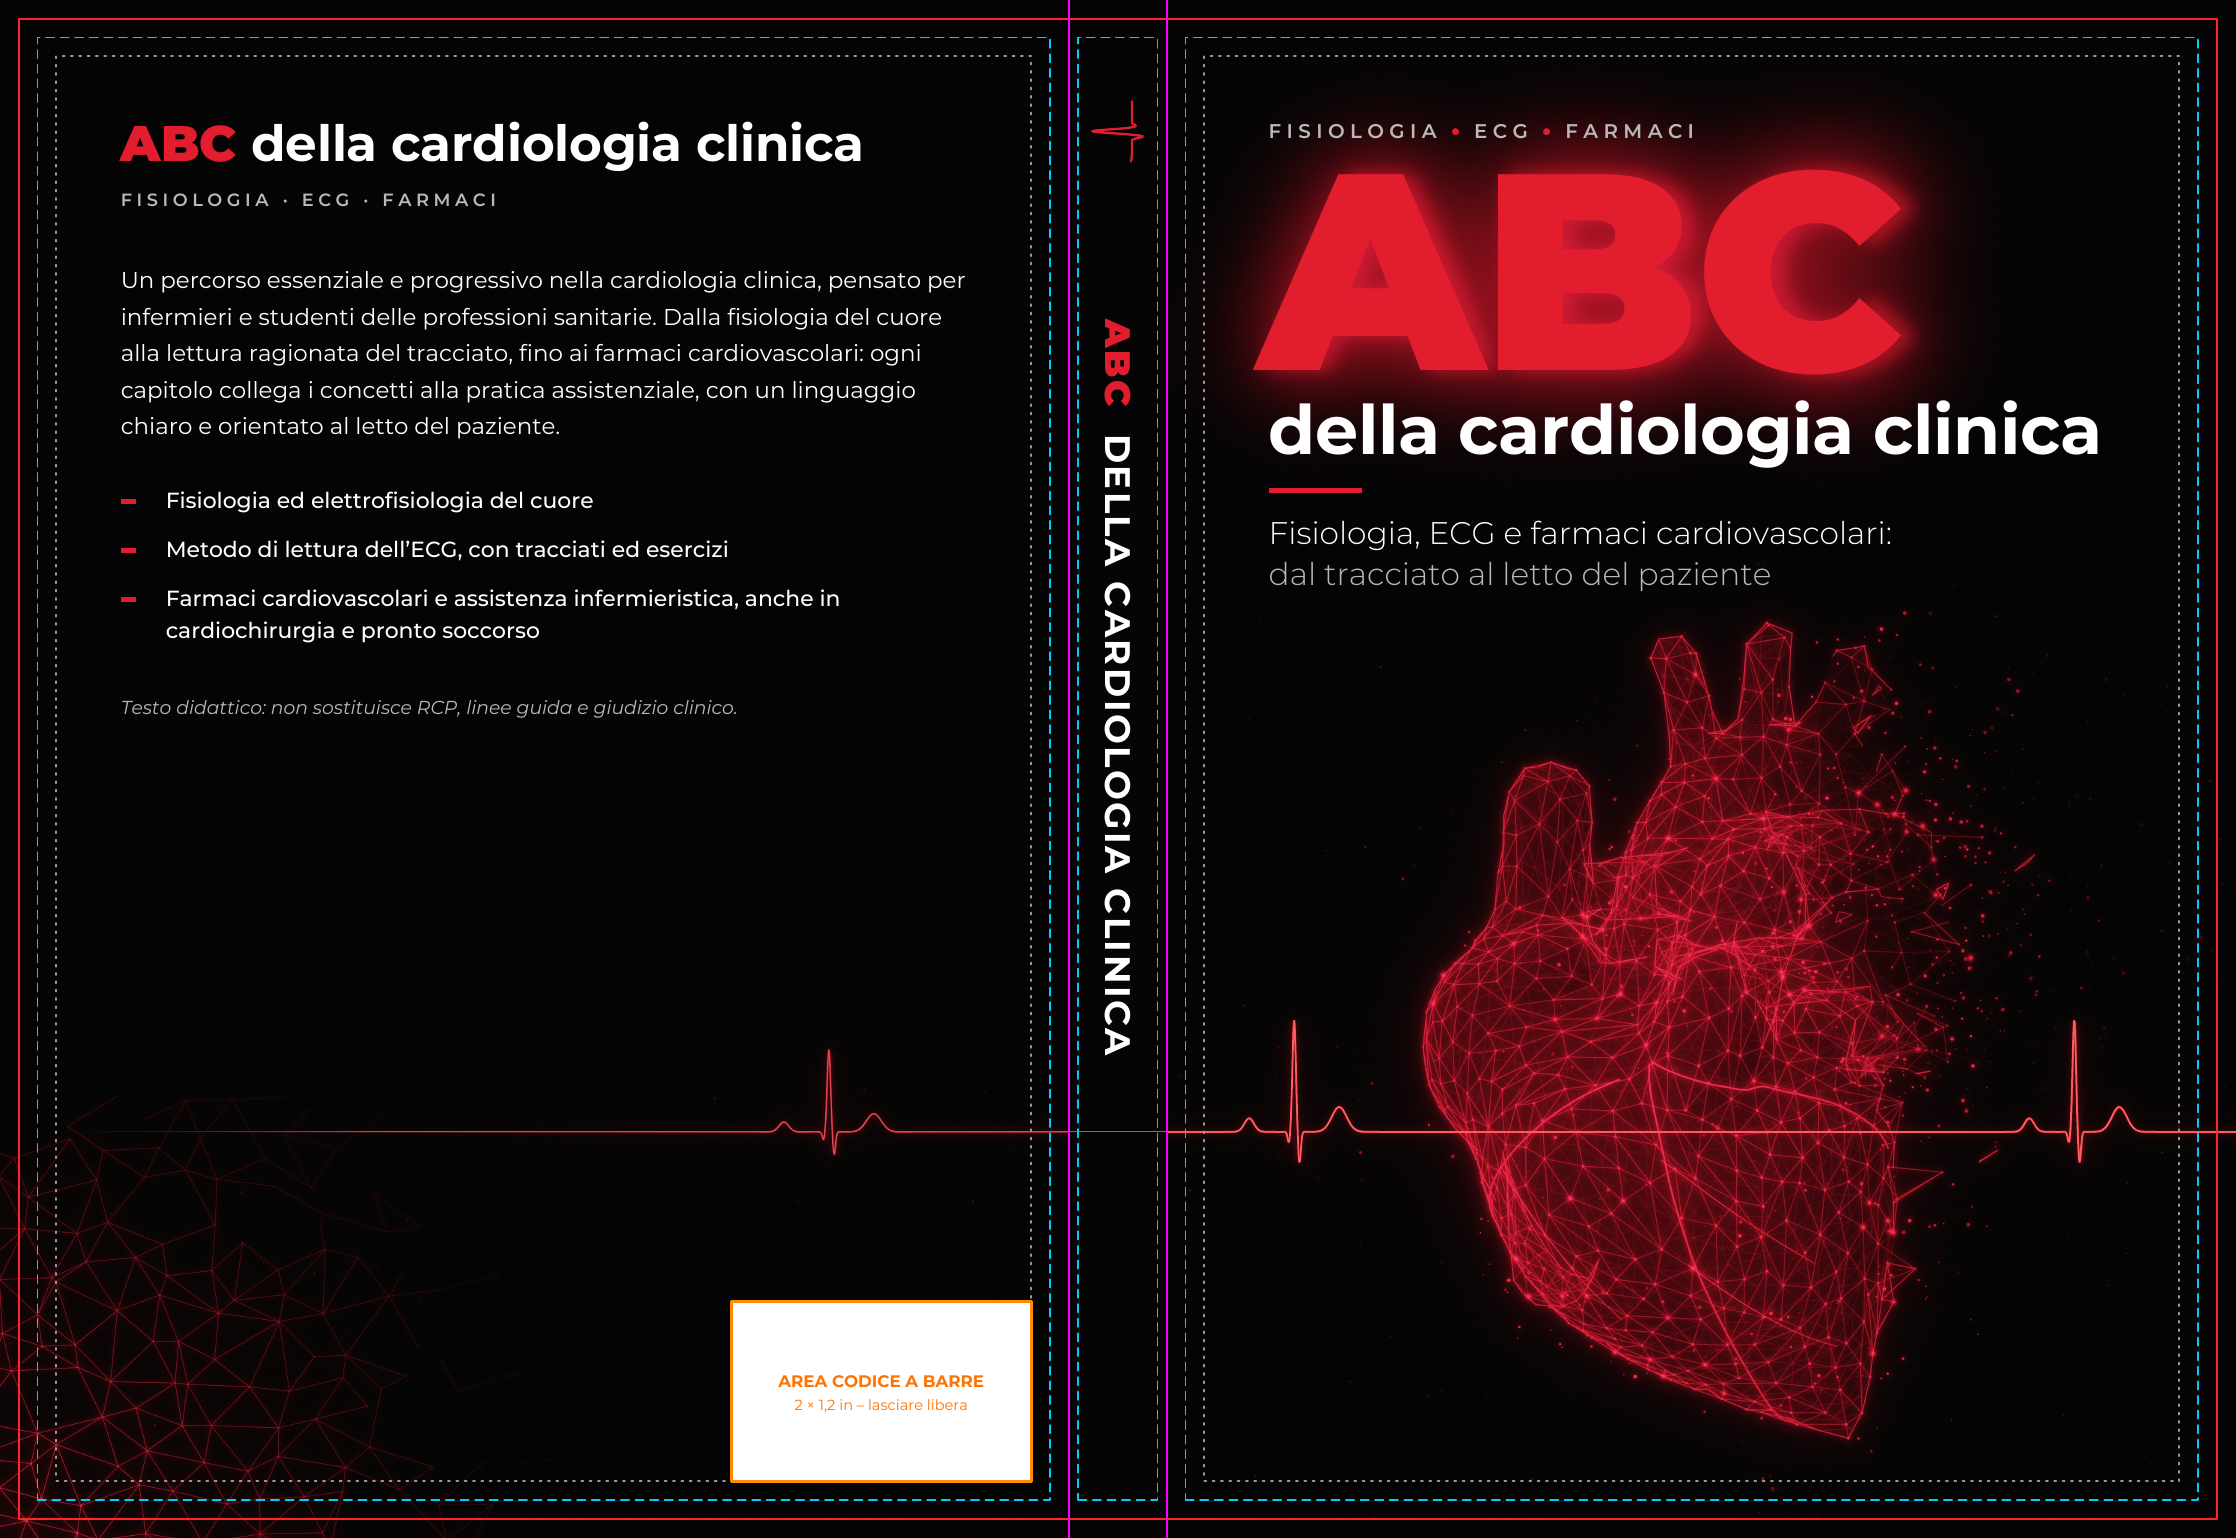 ABC della cardiologia clinica
FISIOLOGIA · ECG · FARMACI
Un percorso essenziale e progressivo nella cardiologia clinica, pensato per
infermieri e studenti delle professioni sanitarie. Dalla fisiologia del cuore
alla lettura ragionata del tracciato, fino ai farmaci cardiovascolari: ogni
capitolo collega i concetti alla pratica assistenziale, con un linguaggio
chiaro e orientato al letto del paziente.
Fisiologia ed elettrofisiologia del cuore
Metodo di lettura dell’ECG, con tracciati ed esercizi
Farmaci cardiovascolari e assistenza infermieristica, anche in
cardiochirurgia e pronto soccorso
Testo didattico: non sostituisce RCP, linee guida e giudizio clinico.
AREA CODICE A BARRE
2 × 1,2 in – lasciare libera
ABC DELLA CARDIOLOGIA CLINICA
FISIOLOGIA • ECG • FARMACI
ABC
della cardiologia clinica
Fisiologia, ECG e farmaci cardiovascolari:
dal tracciato al letto del paziente